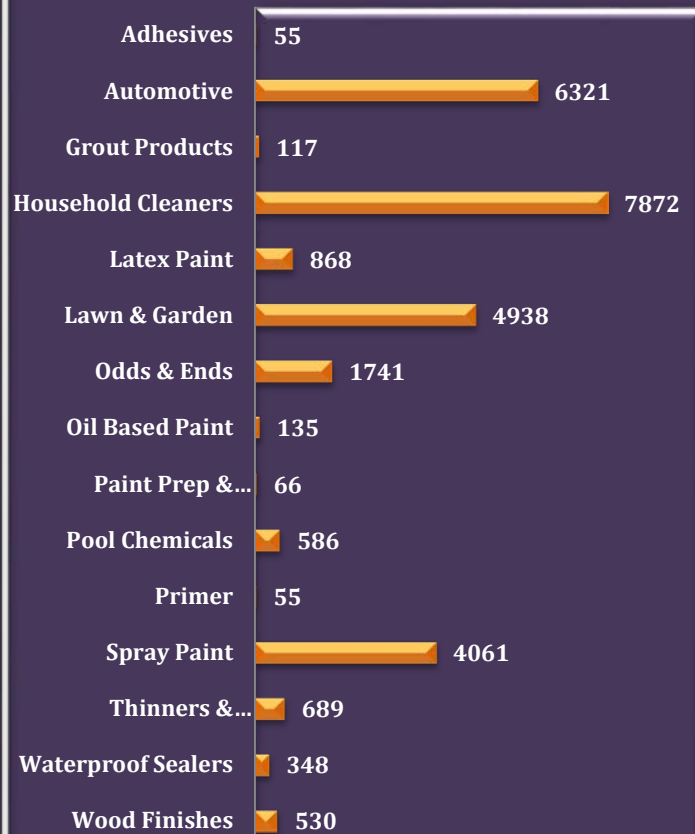 Adhesives 55
Automotive 6321
Grout Products 117
Household Cleaners 7872
Latex Paint 868
Lawn & Garden 4938
Odds & Ends 1741
Oil Based Paint 135
Paint Prep &... 66
Pool Chemicals 586
Primer 55
Spray Paint 4061
Thinners &... 689
Waterproof Sealers 348
Wood Finishes 530